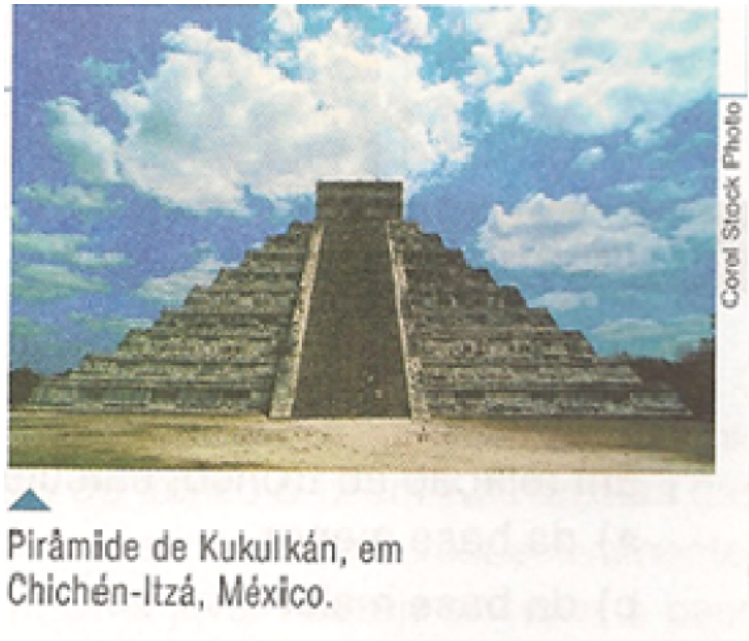 Corel Stock Photo
Pirâmide de Kukulkán, em
Chichén-Itzá, México.